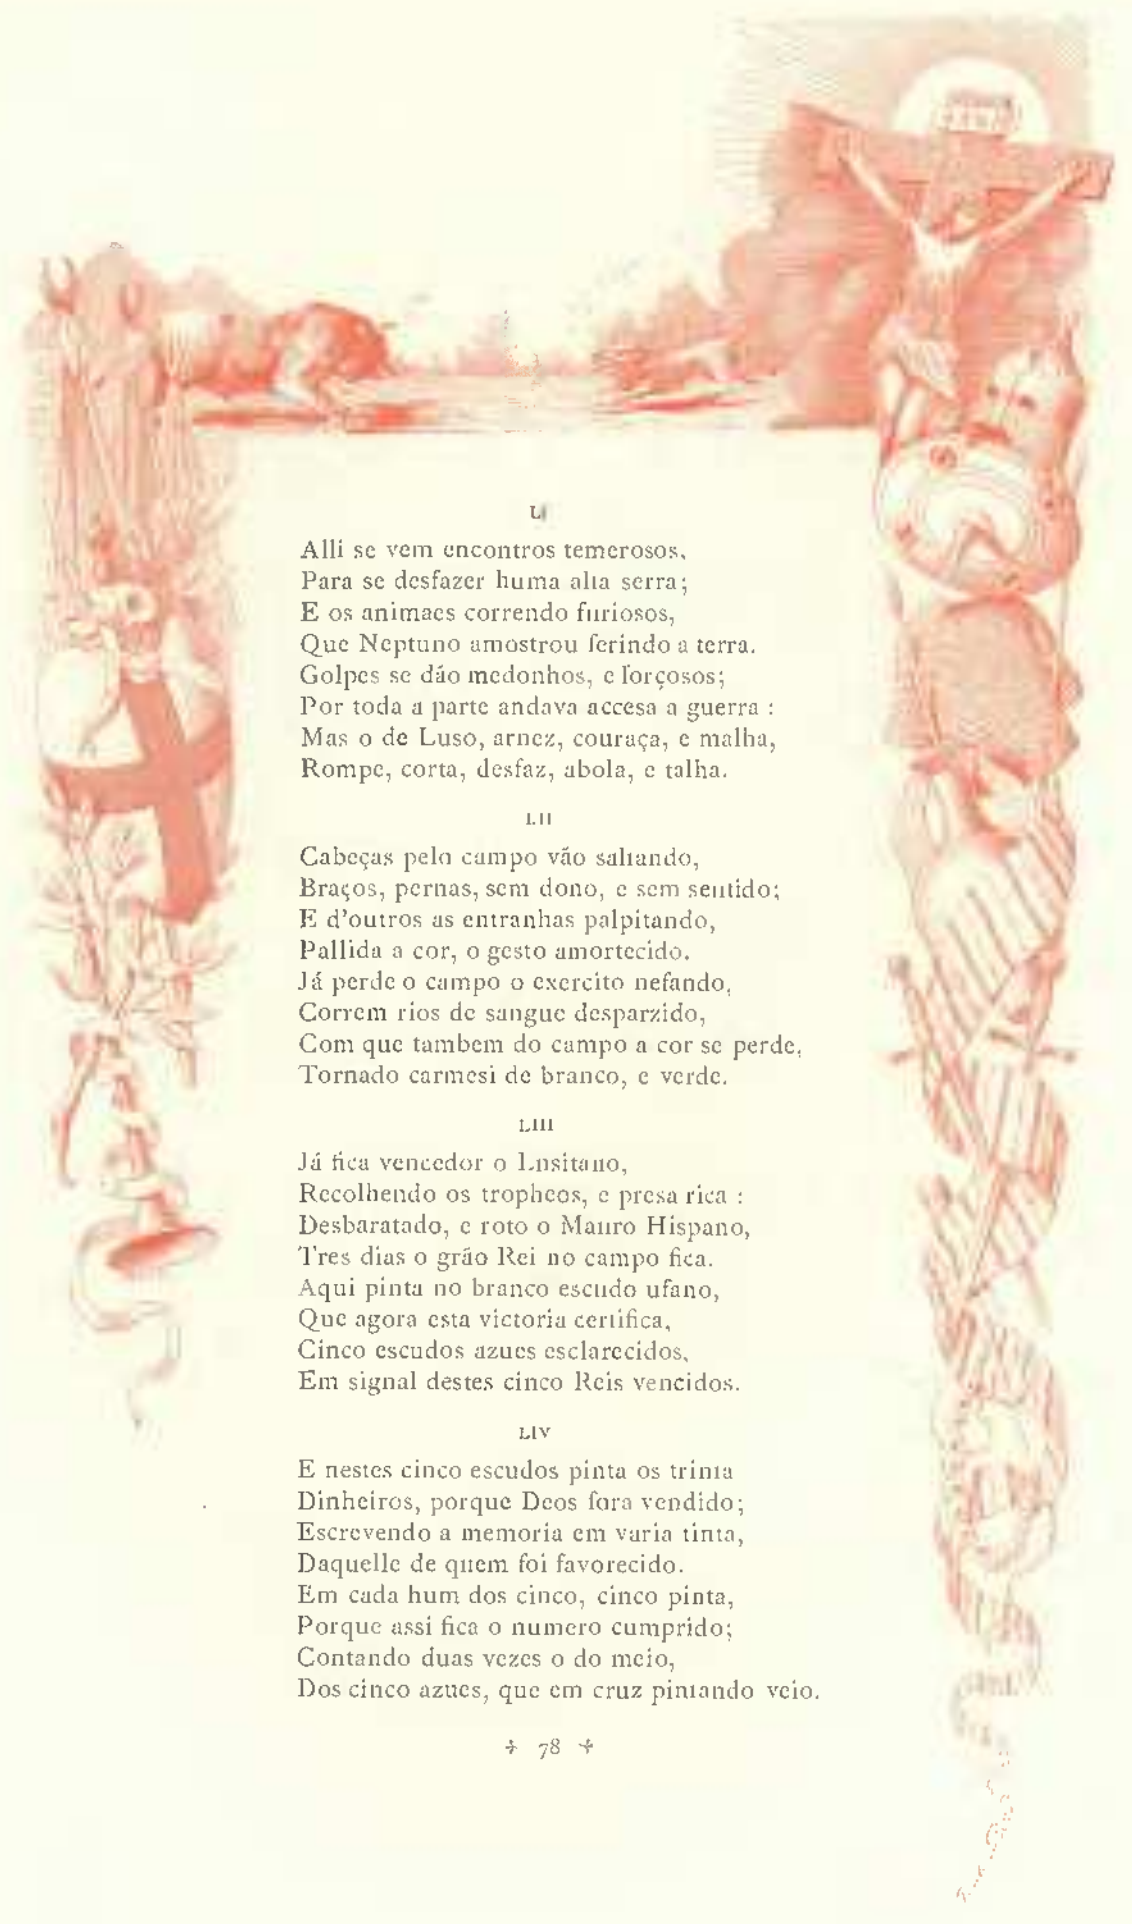 LI
Alli se vem encontros temerosos,
Para se desfazer huma alta serra;
E os animaes correndo furiosos,
Que Neptuno amostrou ferindo a terra.
Golpes se dão medonhos, e forçosos;
Por toda a parte andava accesa a guerra :
Mas o de Luso, arnez, couraça, e malha,
Rompe, corta, desfaz, abola, e talha.
LII
Cabeças pelo campo vão saltando,
Braços, pernas, sem dono, e sem sentido;
E d'outros as entranhas palpitando,
Pallida a cor, o gesto amortecido.
Já perde o campo o exercito nefando,
Correm rios de sangue desparzido,
Com que tambem do campo a cor se perde,
Tornado carmesi de branco, e verde.
LIII
Já fica vencedor o Lusitano,
Recolhendo os tropheos, e presa rica :
Desbaratado, e roto o Mauro Hispano,
Tres dias o grão Rei no campo fica.
Aqui pinta no branco escudo ufano,
Que agora esta victoria certifica,
Cinco escudos azues esclarecidos,
Em signal destes cinco Reis vencidos.
LIV
E nestes cinco escudos pinta os trinta
Dinheiros, porque Deos fora vendido;
Escrevendo a memoria em varia tinta,
Daquelle de quem foi favorecido.
Em cada hum dos cinco, cinco pinta,
Porque assi fica o numero cumprido;
Contando duas vezes o do meio,
Dos cinco azues, que em cruz pintando veio.
78